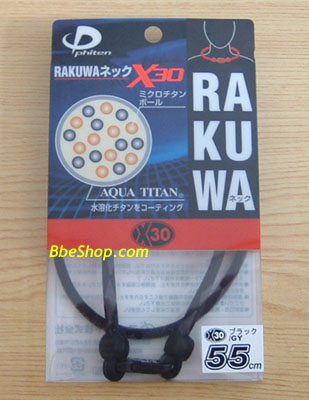 phiten
RAKUWAネック X30
ミクロチタン
ボール
AQUA TITAN®
水溶化チタンをコーティング
RA
KU
WA
ネック
X30
BbeShop.com
X30
ブラック
/GY
55cm